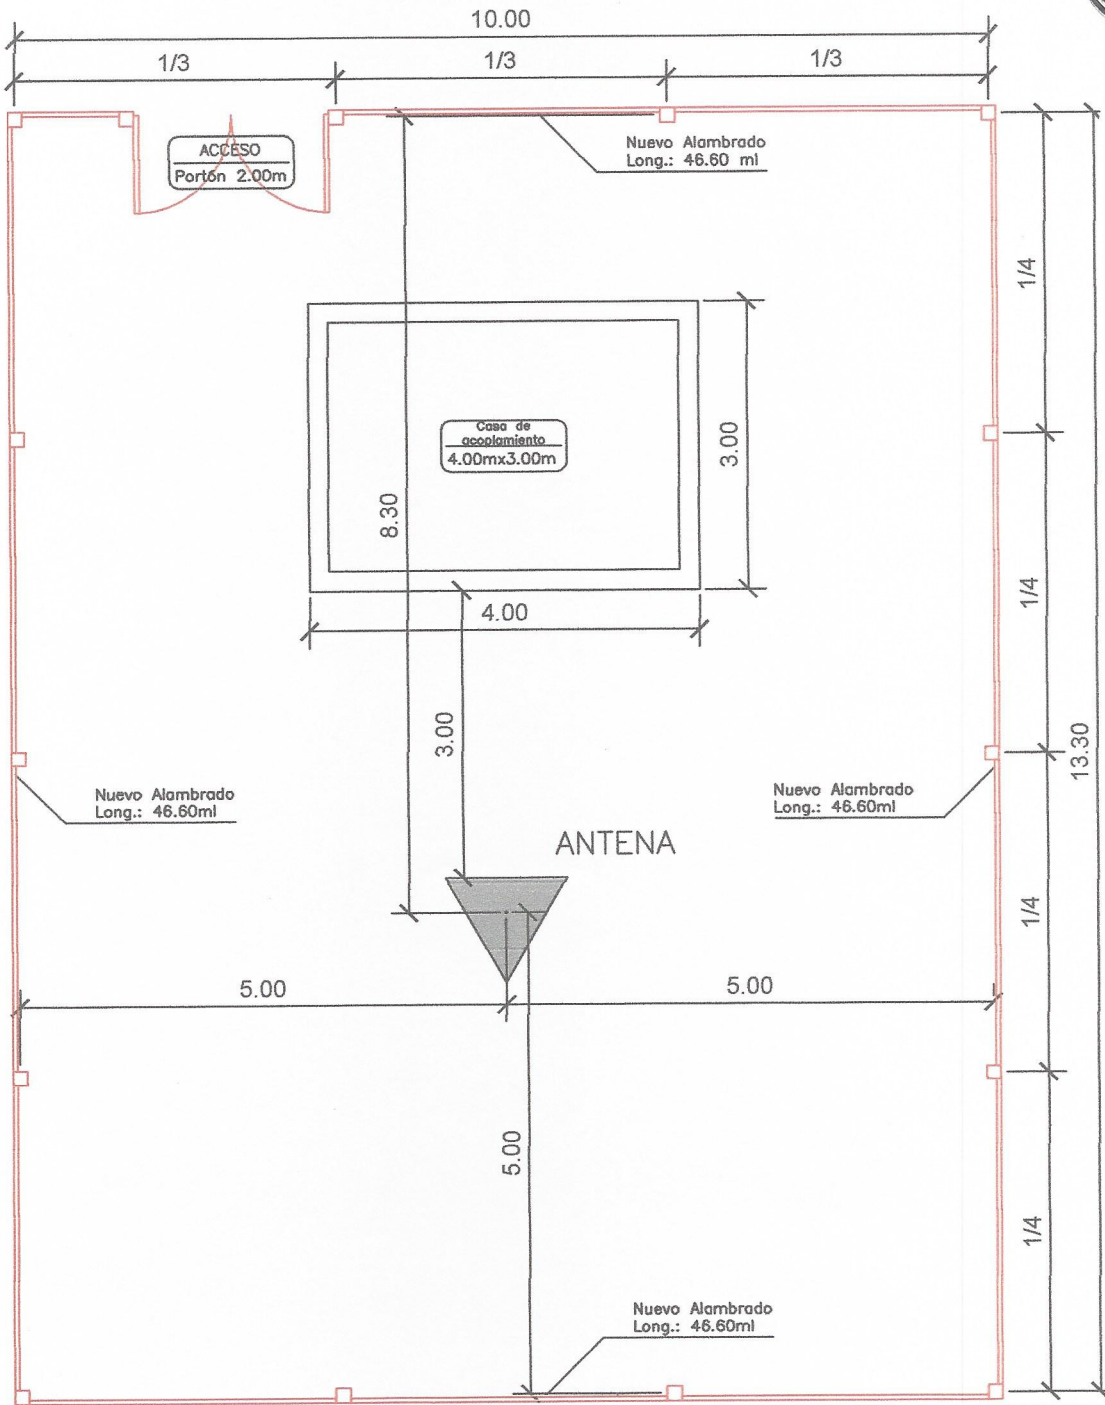 10.00
1/3
1/3
1/3
ACCESO
Portón 2.00m
Nuevo Alambrado
Long.: 46.60 ml
1/4
Casa de
acoplamiento
4.00mx3.00m
3.00
8.30
4.00
1/4
3.00
13.30
Nuevo Alambrado
Long.: 46.60ml
Nuevo Alambrado
Long.: 46.60ml
ANTENA
1/4
5.00
5.00
5.00
1/4
Nuevo Alambrado
Long.: 46.60ml